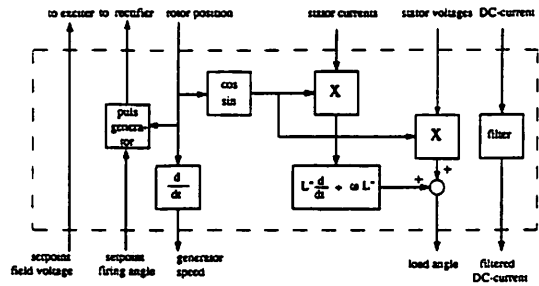 to exciter to rectifier rotor position stator currents stator voltages DC-current
cos
sin
X
puls
genera-
ror
X
filter
d
dt
L" d
dt + ω L"
+
+
setpoint
field voltage
setpoint
firing angle
generator
speed
load angle
filtered
DC-current